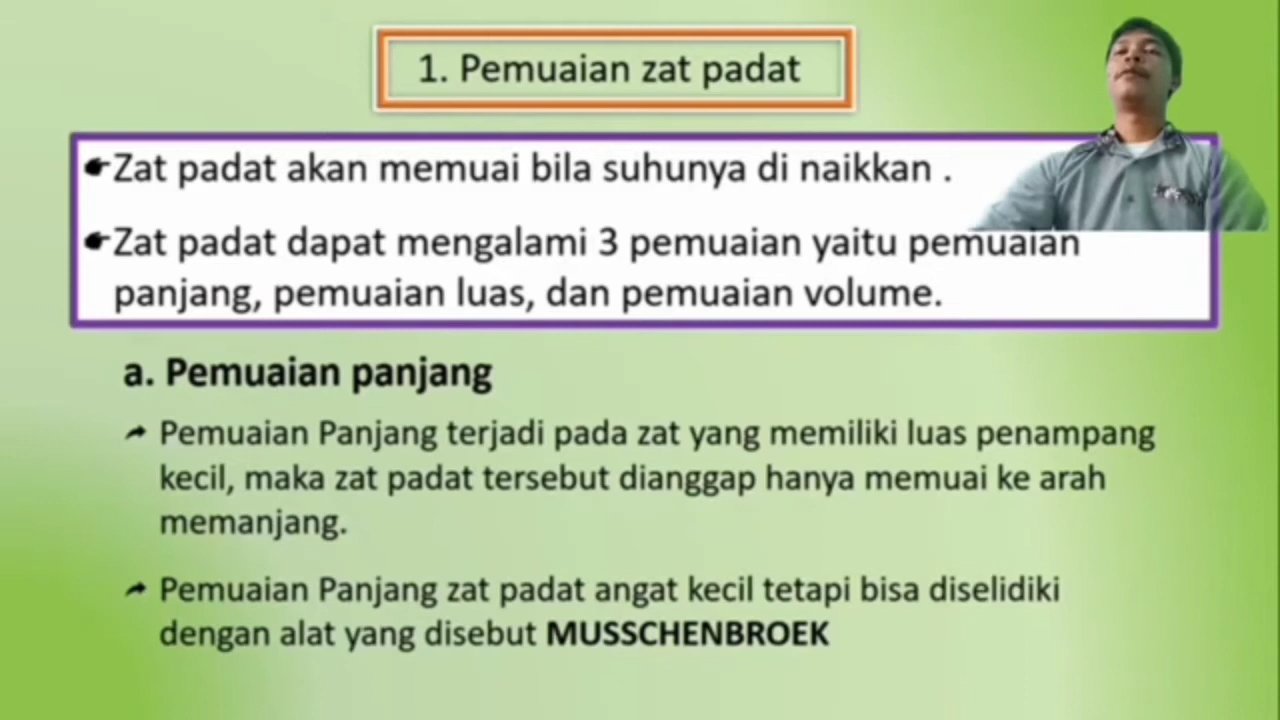 1. Pemuaian zat padat
Zat padat akan memuai bila suhunya di naikkan .
Zat padat dapat mengalami 3 pemuaian yaitu pemuaian
panjang, pemuaian luas, dan pemuaian volume.
a. Pemuaian panjang
Pemuaian Panjang terjadi pada zat yang memiliki luas penampang
kecil, maka zat padat tersebut dianggap hanya memuai ke arah
memanjang.
Pemuaian Panjang zat padat angat kecil tetapi bisa diselidiki
dengan alat yang disebut MUSSCHENBROEK